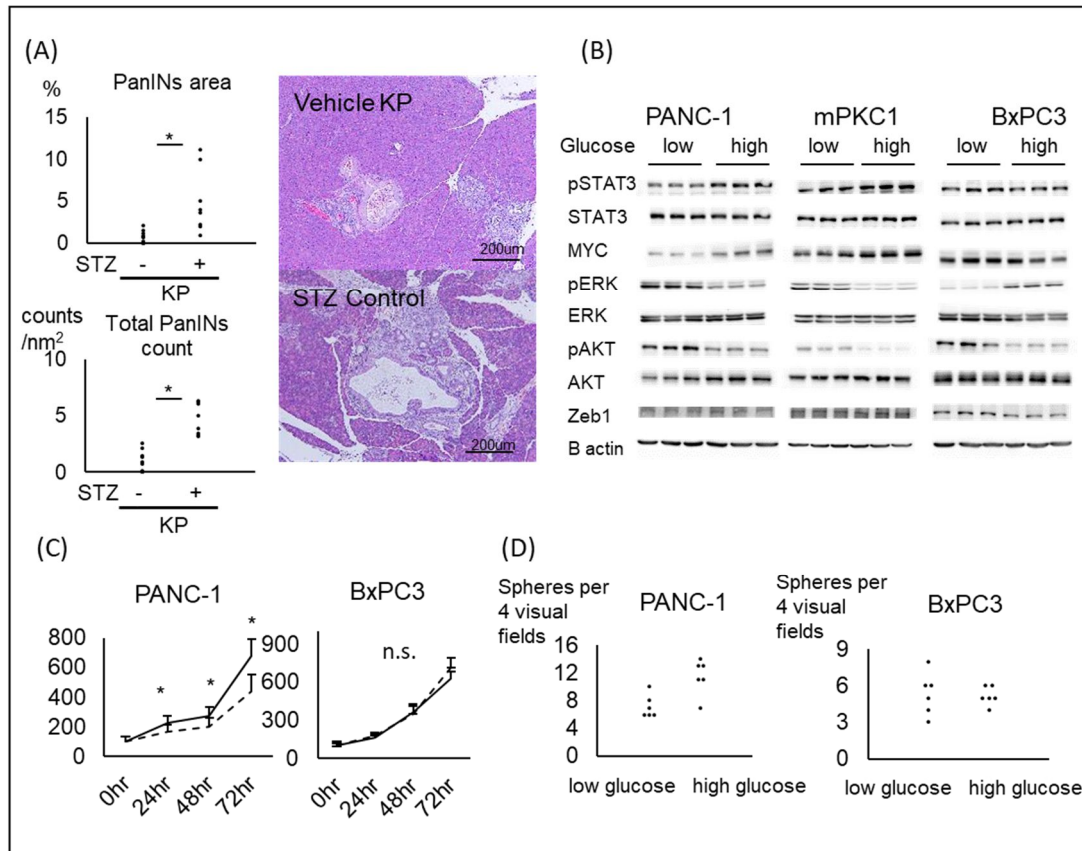 (A)
PanINs area
%
15
10
5
0
*
STZ - +
KP
counts
/nm²
Total PanINs
count
10
5
0
*
STZ - +
KP
Vehicle KP
200um
STZ Control
200um
(B)
PANC-1 mPKC1 BxPC3
Glucose low high low high low high
pSTAT3
STAT3
MYC
pERK
ERK
pAKT
AKT
Zeb1
B actin
(C)
PANC-1
800
600
400
200
0
* * *
0hr 24hr 48hr 72hr
BxPC3
900
600
300
0
n.s.
0hr 24hr 48hr 72hr
(D)
Spheres per
4 visual
fields
PANC-1
16
12
8
4
0
low glucose high glucose
Spheres per
4 visual
fields
BxPC3
9
6
3
0
low glucose high glucose